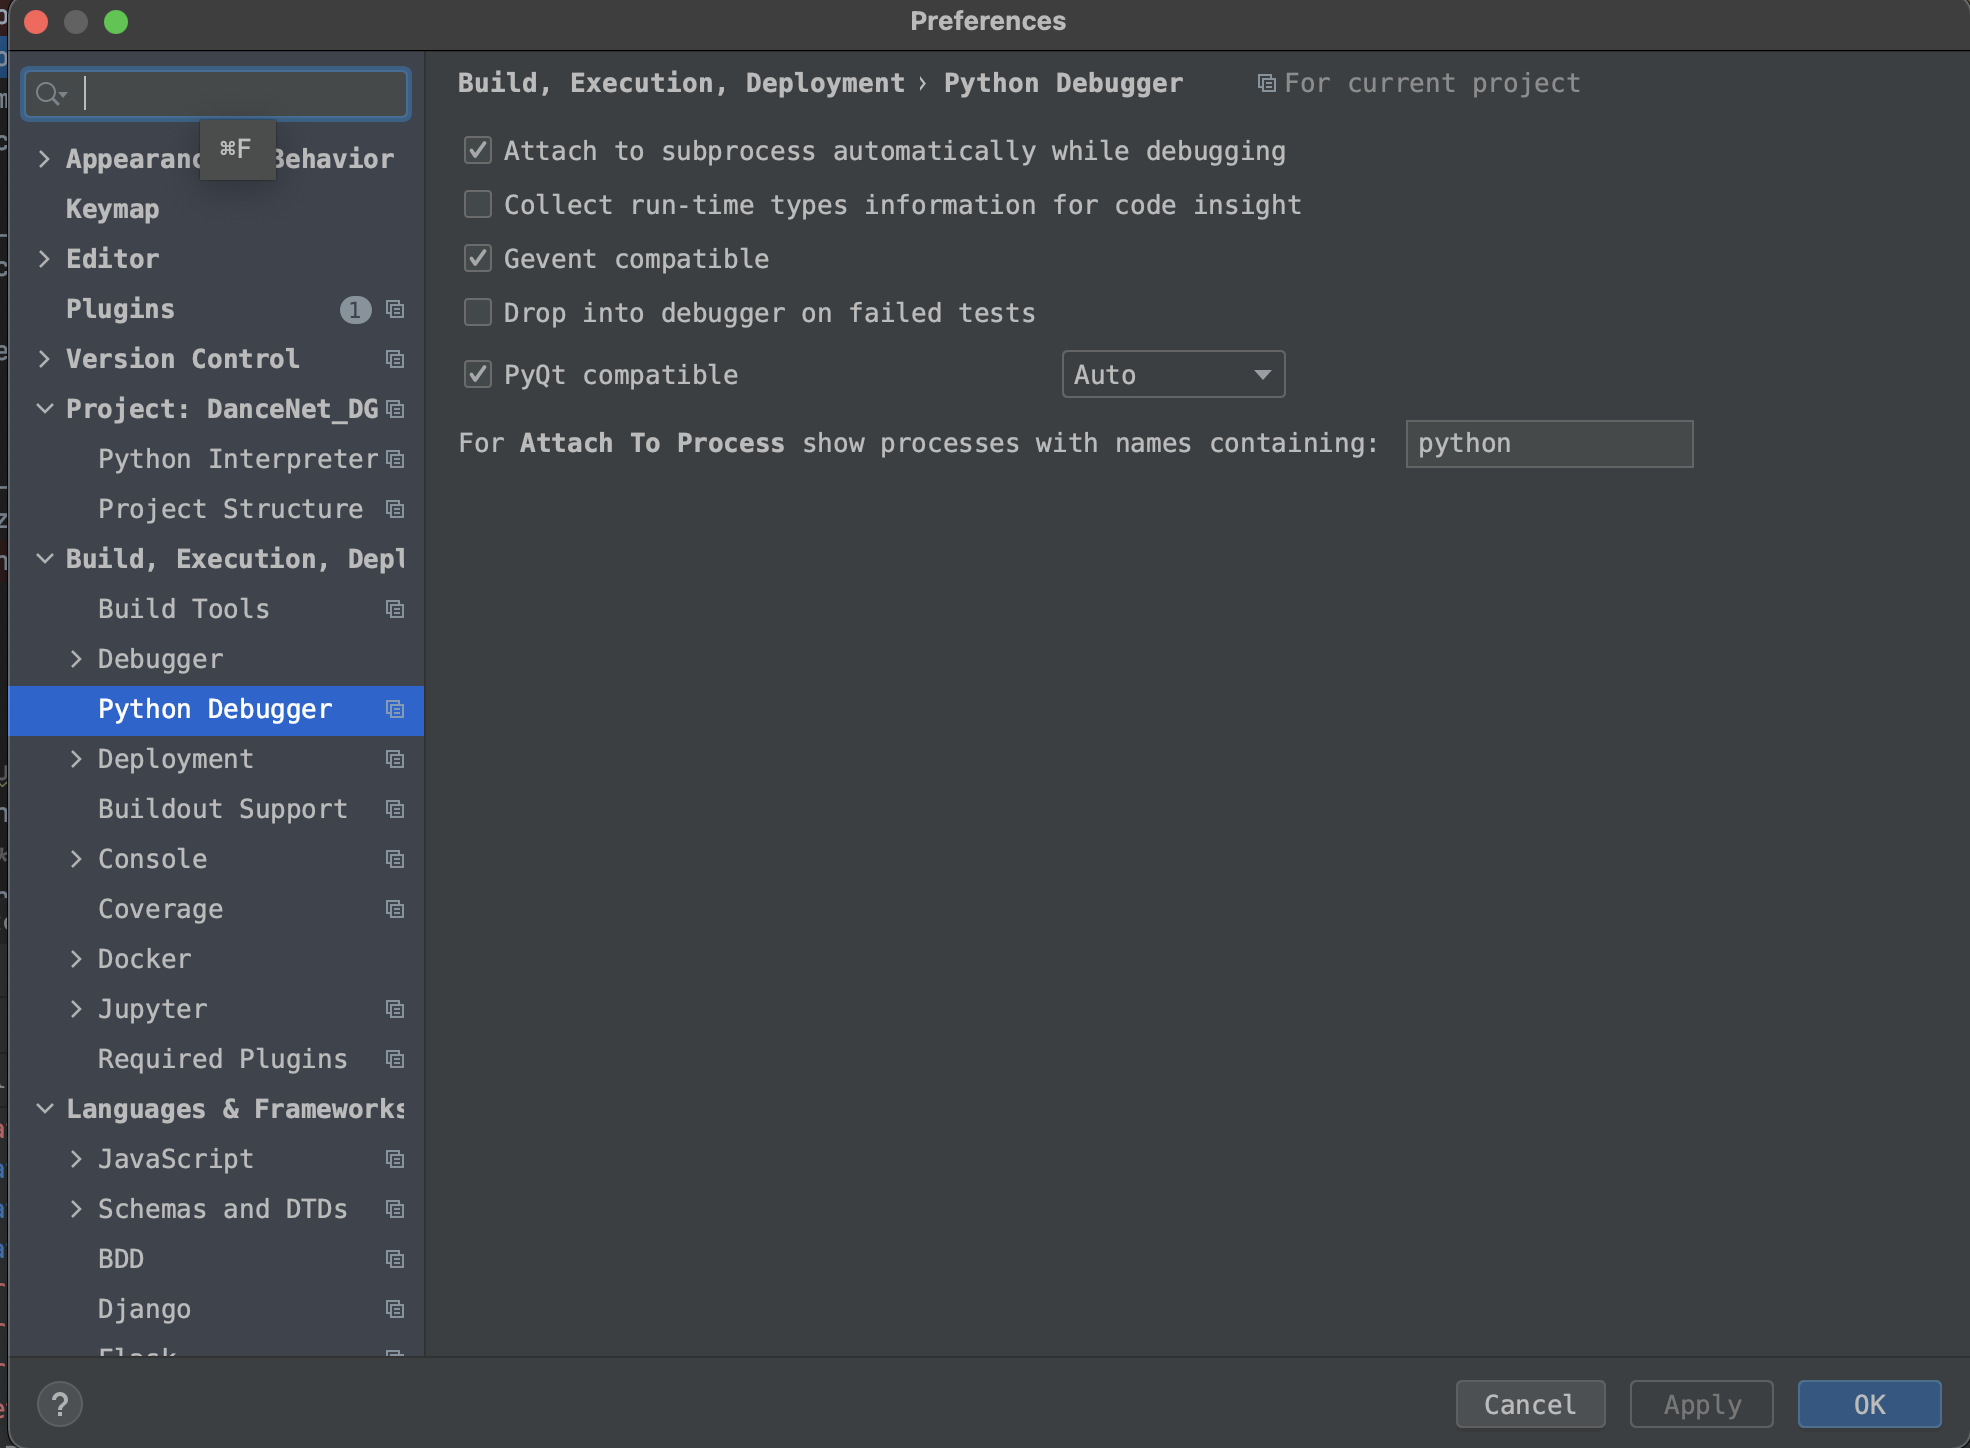 Preferences
⌘F
Appearanc Behavior
Keymap
Editor
Plugins 1
Version Control
Project: DanceNet_DG
Python Interpreter
Project Structure
Build, Execution, Depl
Build Tools
Debugger
Python Debugger
Deployment
Buildout Support
Console
Coverage
Docker
Jupyter
Required Plugins
Languages & Frameworks
JavaScript
Schemas and DTDs
BDD
Django
Build, Execution, Deployment › Python Debugger For current project
Attach to subprocess automatically while debugging
Collect run-time types information for code insight
Gevent compatible
Drop into debugger on failed tests
PyQt compatible Auto
For Attach To Process show processes with names containing: python
? Cancel Apply OK